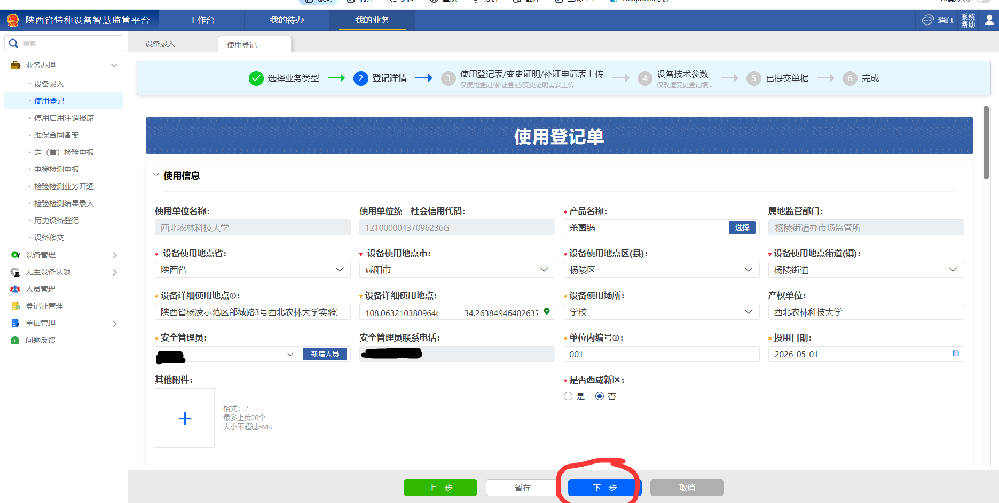 陕西省特种设备智慧监管平台
工作台
我的待办
我的业务
消息
系统帮助
搜索
业务办理
设备录入
使用登记
停用启用注销报废
维保合同备案
定（首）检验申报
电梯检测申报
检验检测业务开通
检验检测结果录入
历史设备登记
设备移交
设备管理
无主设备认领
人员管理
登记证管理
单据管理
问题反馈
设备录入
使用登记
选择业务类型
2 登记详情
3 使用登记表/变更证明/补证申请表上传
仅使用登记/补证登记/变更证明需要上传
4 设备技术参数
仅改造变更登记填...
5 已提交单据
6 完成
使用登记单
使用信息
使用单位名称：
西北农林科技大学
使用单位统一社会信用代码：
12100000437096236G
* 产品名称：
杀菌锅 选择
属地监管部门：
杨陵街道办市场监管所
* 设备使用地点省：
陕西省
* 设备使用地点市：
咸阳市
* 设备使用地点区(县)：
杨陵区
* 设备使用地点街道(镇)：
杨陵街道
* 设备详细使用地点①：
陕西省杨凌示范区邰城路3号西北农林大学实验
* 设备详细使用地点：
108.0632103809646 - 34.26384946482637
* 设备使用场所：
学校
产权单位：
西北农林科技大学
* 安全管理员：
新增人员
安全管理员联系电话：
* 单位内编号①：
001
* 投用日期：
2026-05-01
其他附件：
格式：.*
最多上传20个
大小不超过5MB
* 是否西咸新区：
是 否
上一步
暂存
下一步
取消